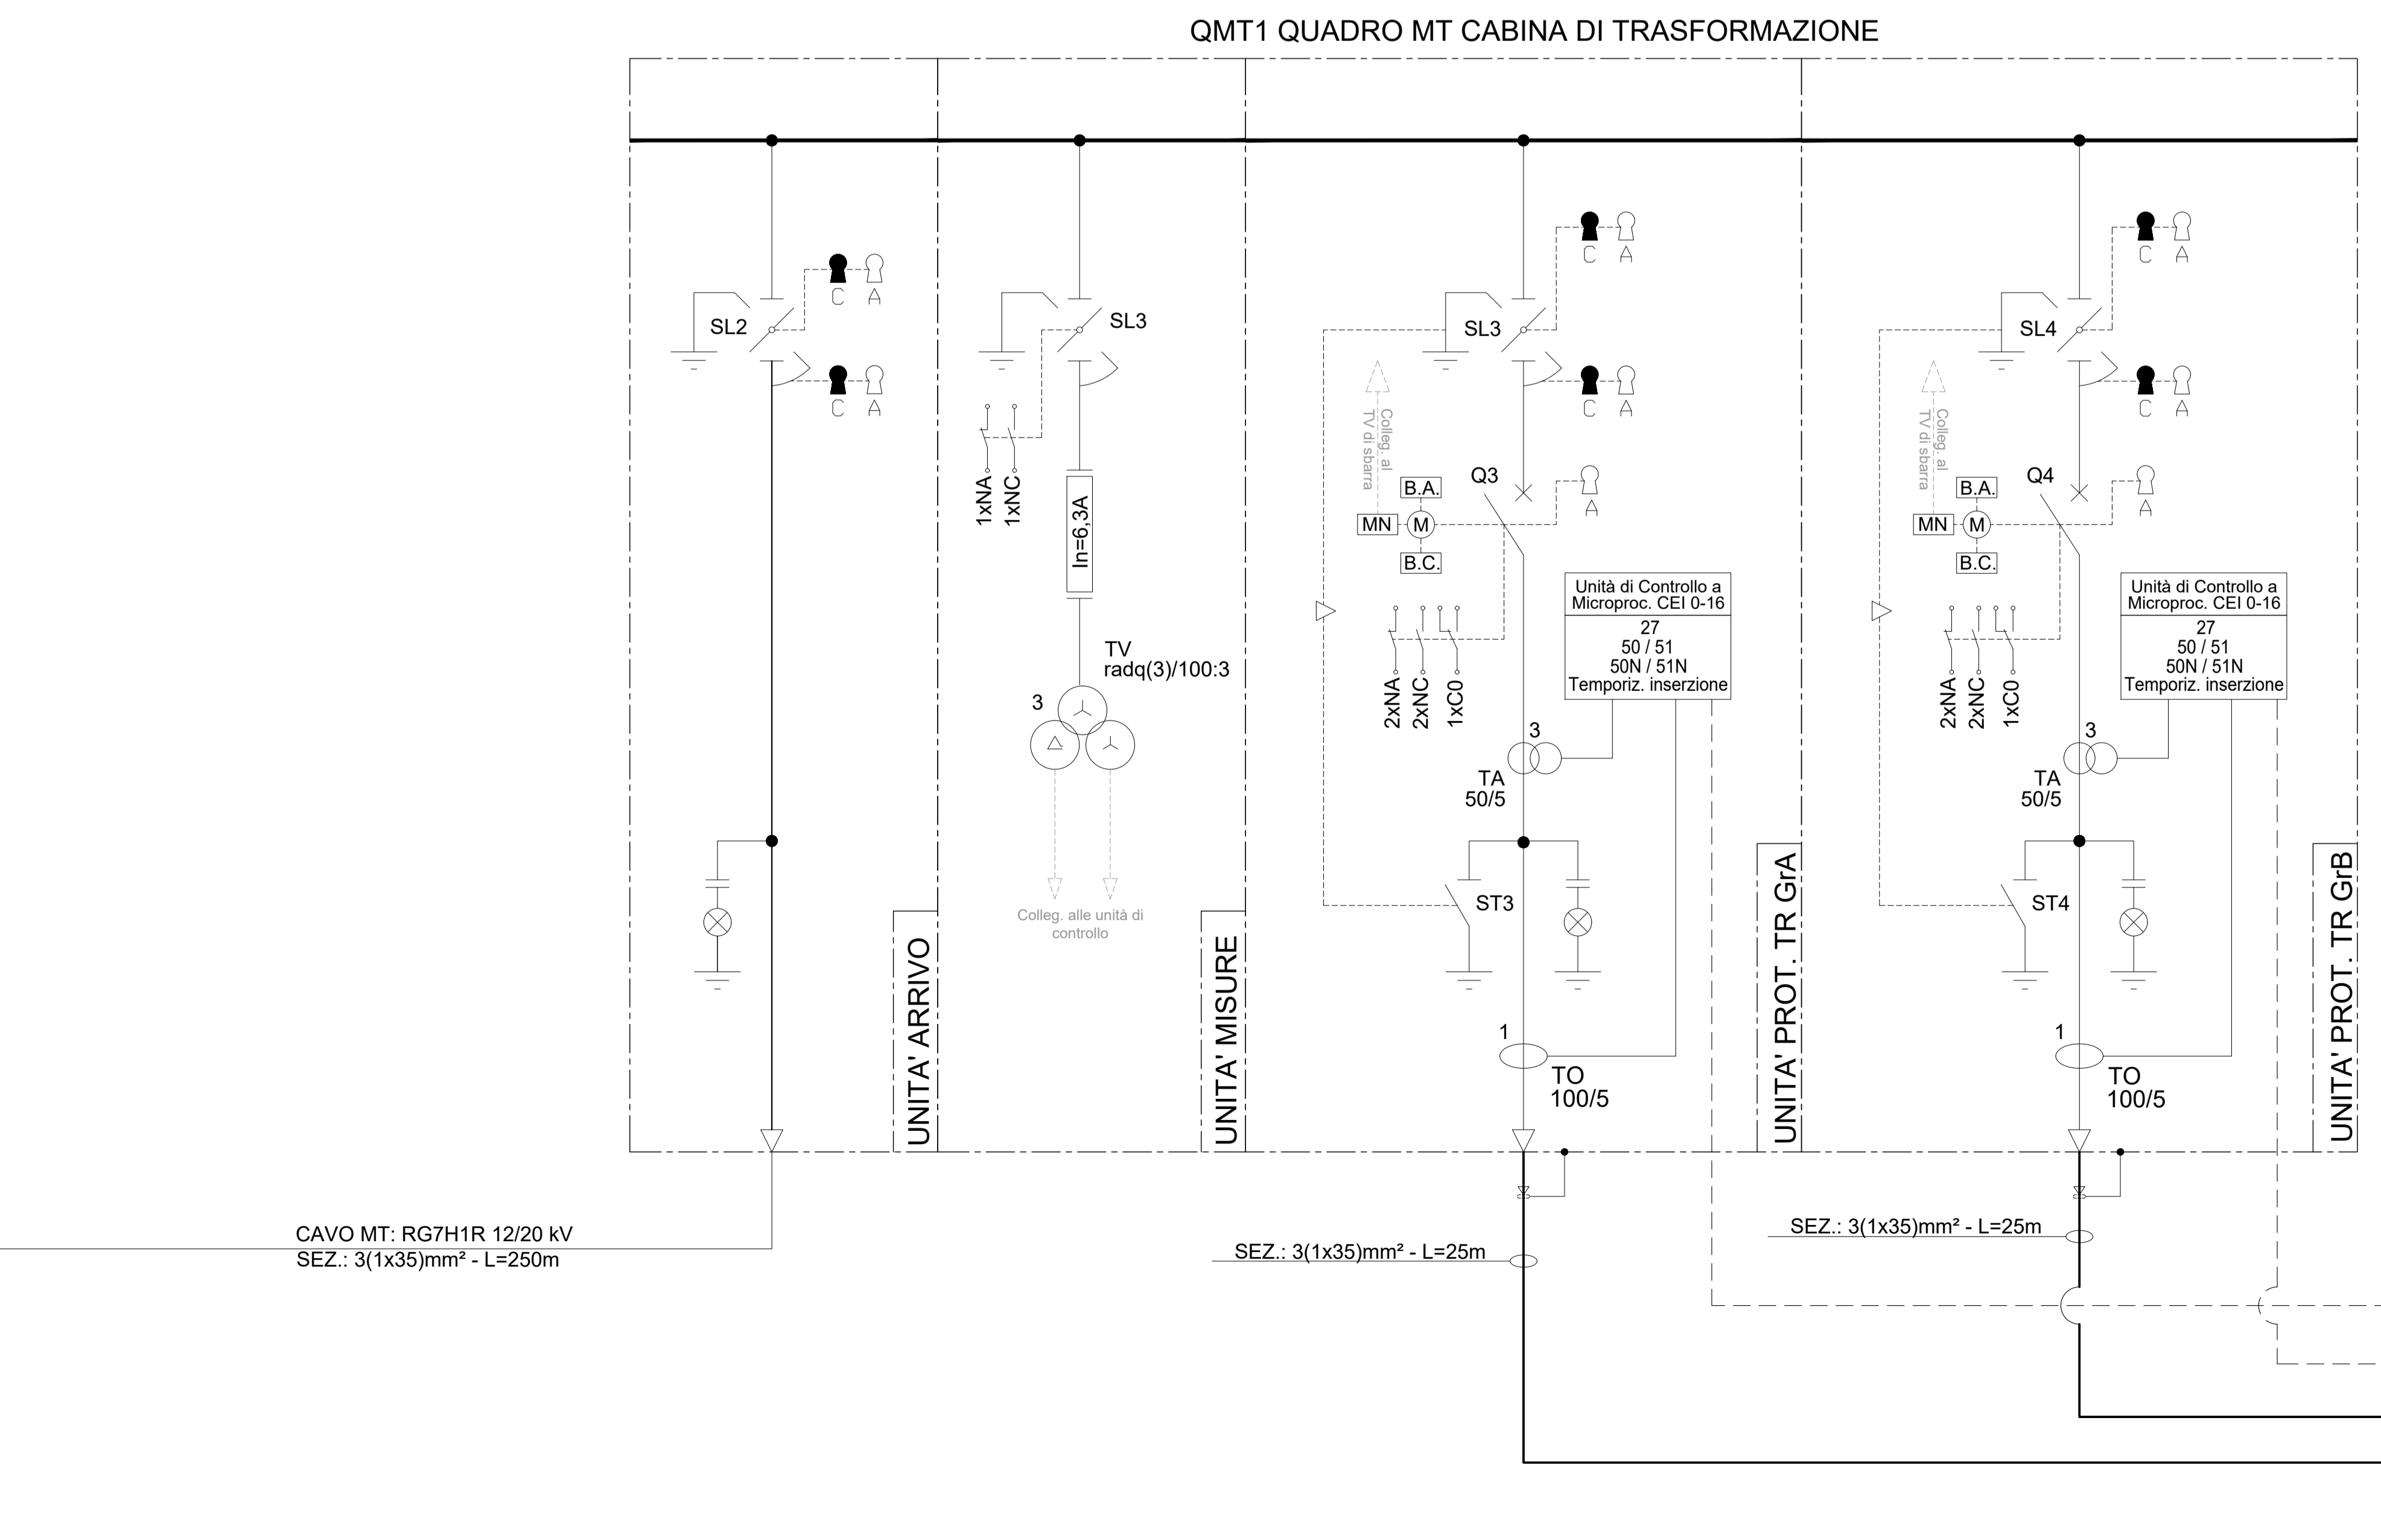 QMT1 QUADRO MT CABINA DI TRASFORMAZIONE
SL2
C A
C A
UNITA' ARRIVO
SL3
1xNA
1xNC
In=6,3A
TV
radq(3)/100:3
3
Colleg. alle unità di
controllo
UNITA' MISURE
C A
SL3
C A
Colleg. al
TV di sbarra
Q3
A
B.A.
MN M
B.C.
Unità di Controllo a
Microproc. CEI 0-16
27
50 / 51
50N / 51N
Temporiz. inserzione
2xNA
2xNC
1xC0
3
TA
50/5
ST3
1
TO
100/5
UNITA' PROT. TR GrA
C A
SL4
C A
Colleg. al
TV di sbarra
Q4
A
B.A.
MN M
B.C.
Unità di Controllo a
Microproc. CEI 0-16
27
50 / 51
50N / 51N
Temporiz. inserzione
2xNA
2xNC
1xC0
3
TA
50/5
ST4
1
TO
100/5
UNITA' PROT. TR GrB
CAVO MT: RG7H1R 12/20 kV
SEZ.: 3(1x35)mm² - L=250m
SEZ.: 3(1x35)mm² - L=25m
SEZ.: 3(1x35)mm² - L=25m